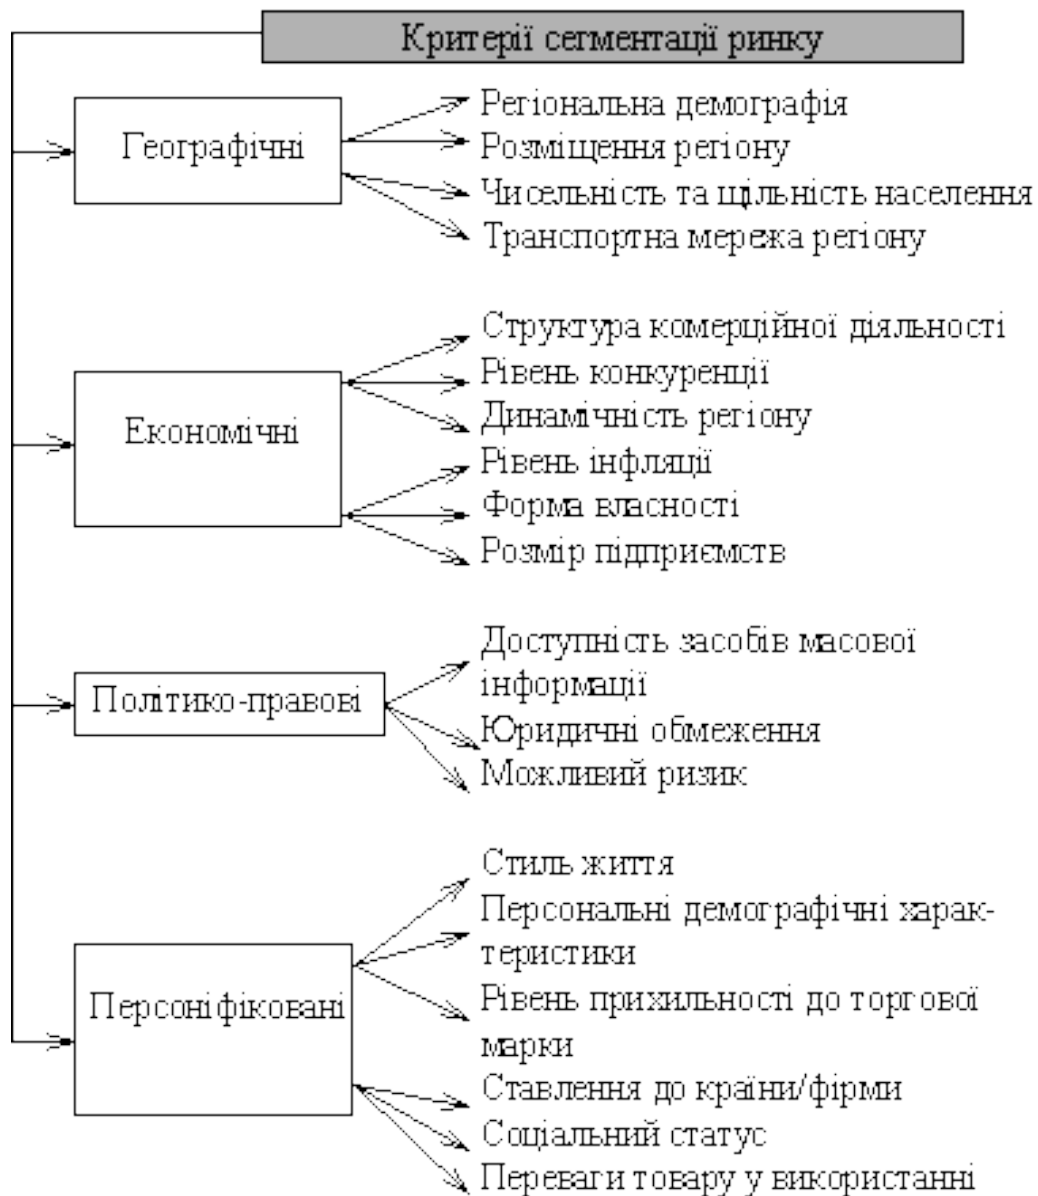 Критерії сегментації ринку
Географічні
Регіональна демографія
Розміщення регіону
Чисельність та щільність населення
Транспортна мережа регіону
Економічні
Структура комерційної діяльності
Рівень конкуренції
Динамічність регіону
Рівень інфляції
Форма власності
Розмір підприємств
Політико-правові
Доступність засобів масової
інформації
Юридичні обмеження
Можливий ризик
Персоніфіковані
Стиль життя
Персональні демографічні харак-
теристики
Рівень прихильності до торгової
марки
Ставлення до країни/фірми
Соціальний статус
Переваги товару у використанні